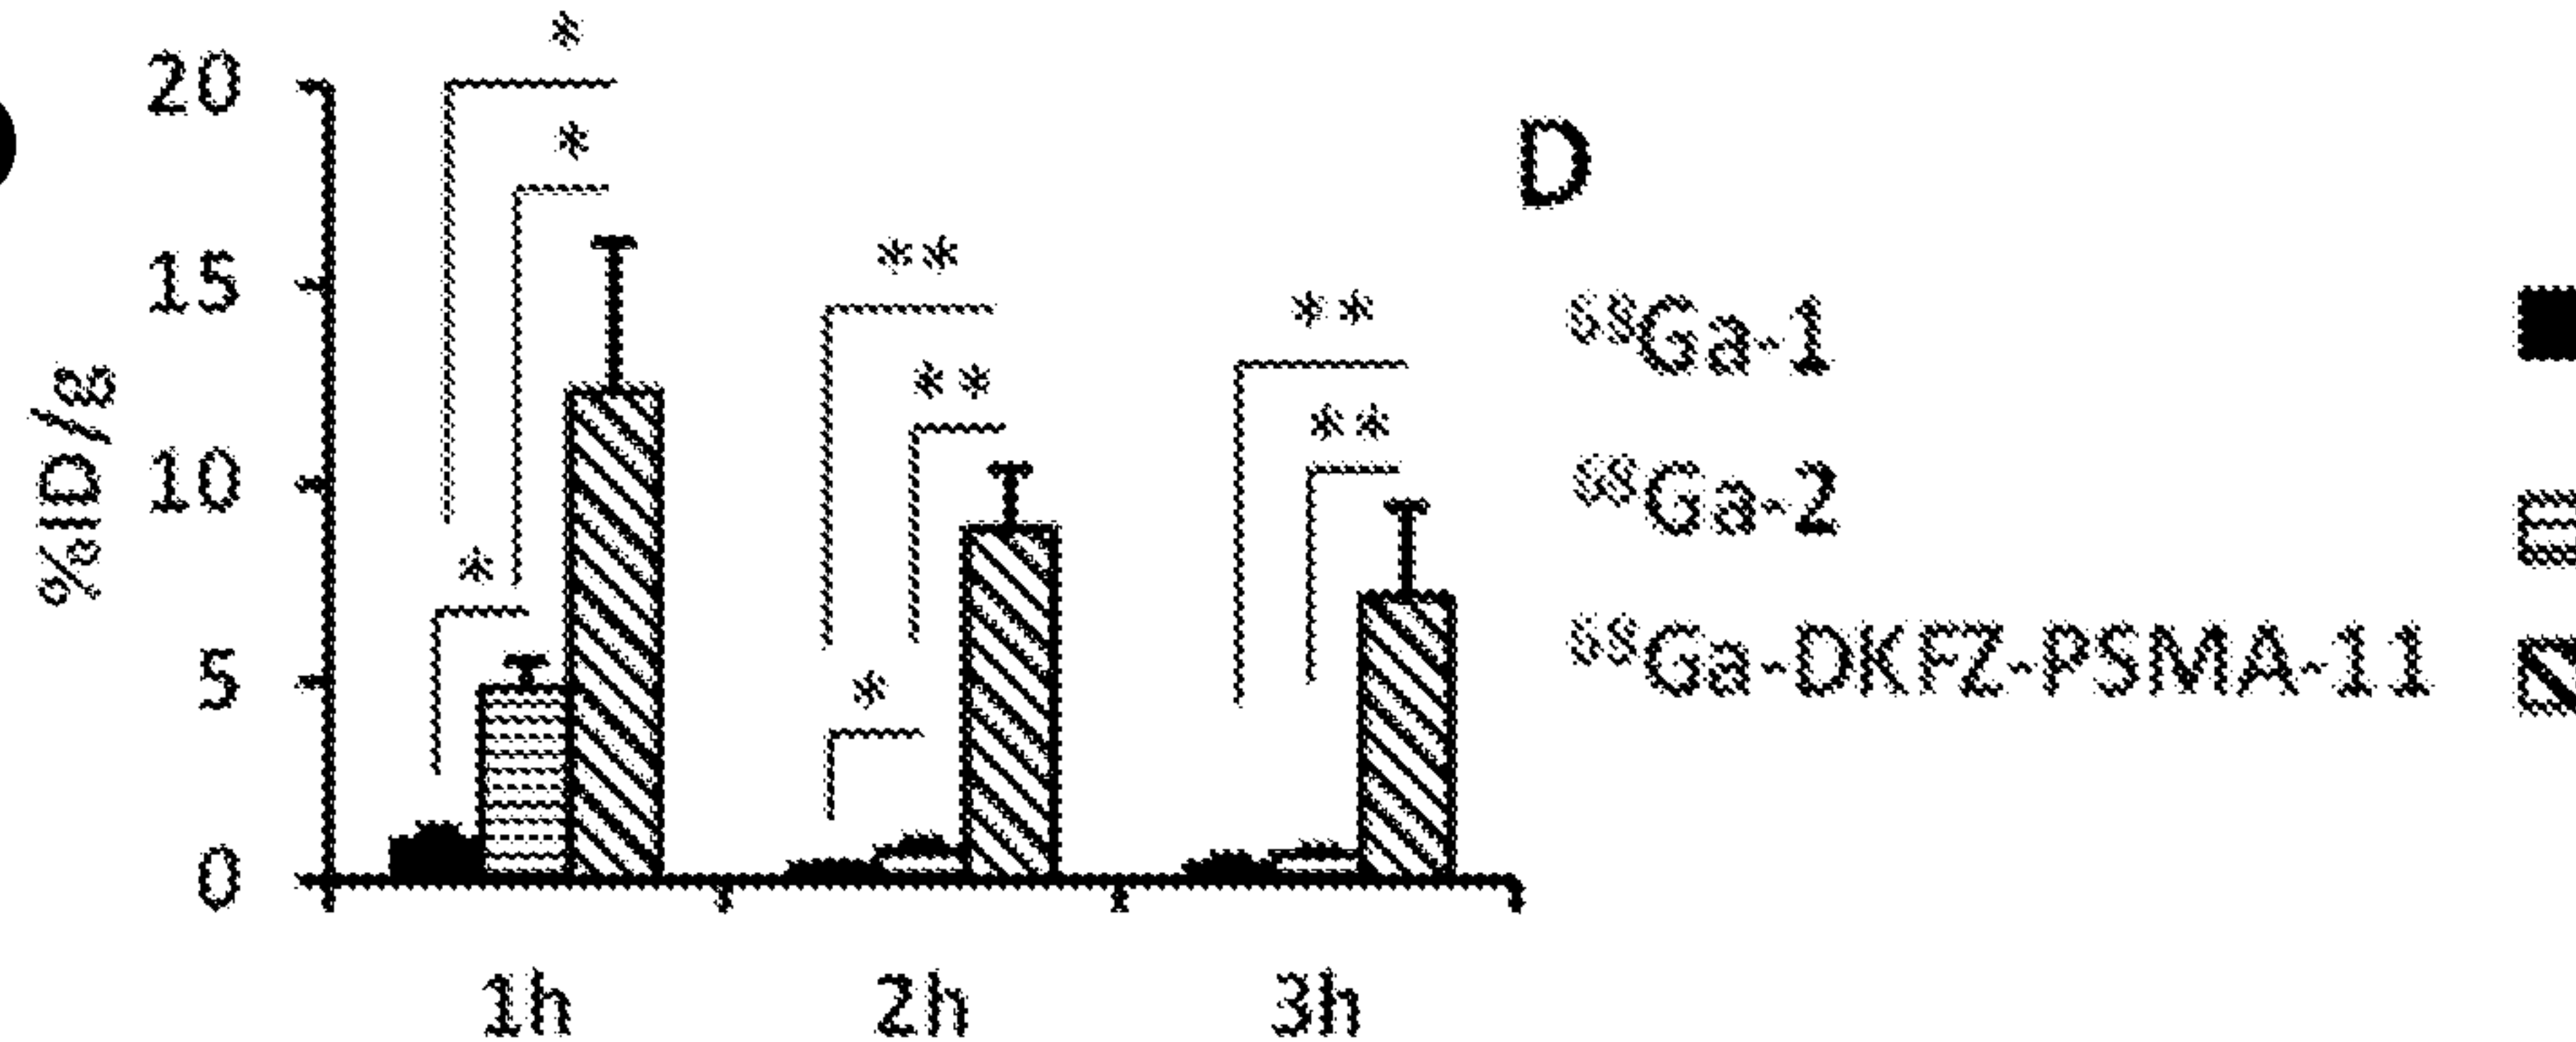 20
15
10
5
0
%ID/g
*
*
*
**
**
*
**
**
1h 2h 3h
D
⁶⁸Ga-1
⁶⁸Ga-2
⁶⁸Ga-DKFZ-PSMA-11